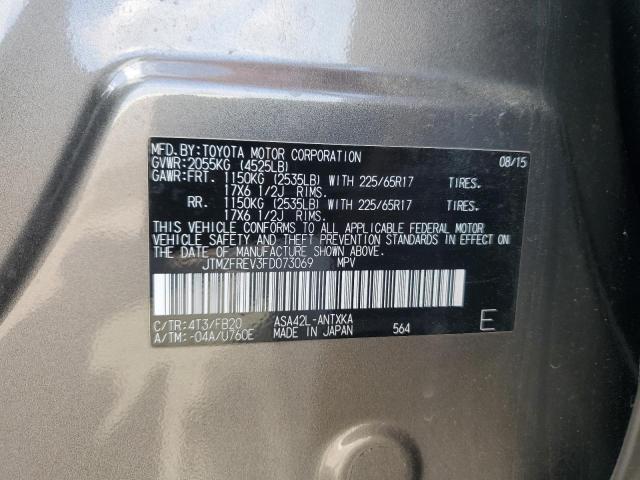 MFD.BY:TOYOTA MOTOR CORPORATION 08/15
GVWR:2055KG (4525LB)
GAWR:FRT. 1150KG (2535LB) WITH 225/65R17 TIRES.
17X6 1/2J RIMS.
RR. 1150KG (2535LB) WITH 225/65R17 TIRES.
17X6 1/2J RIMS.
THIS VEHICLE CONFORMS TO ALL APPLICABLE FEDERAL MOTOR
VEHICLE SAFETY AND THEFT PREVENTION STANDARDS IN EFFECT ON
THE DATE OF MANUFACTURE SHOWN ABOVE.
JTMZFREV3FD073069 MPV
C/TR:4T3/FB20 ASA42L-ANTXKA
A/TM:-04A/U760E MADE IN JAPAN 564 E